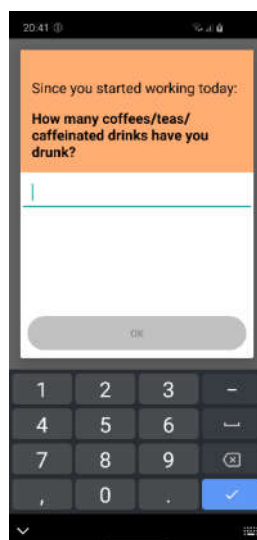 20:41
Since you started working today:
How many coffees/teas/
caffeinated drinks have you
drunk?
OK
1 2 3 –
4 5 6
7 8 9
, 0 .